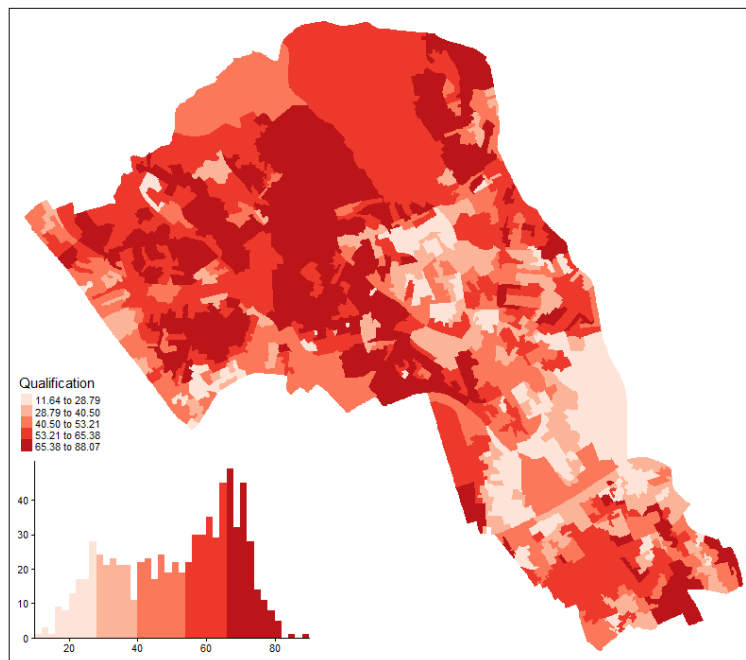 Qualification
11.64 to 28.79
28.79 to 40.50
40.50 to 53.21
53.21 to 65.38
65.38 to 88.07
40
30
20
10
0
20 40 60 80